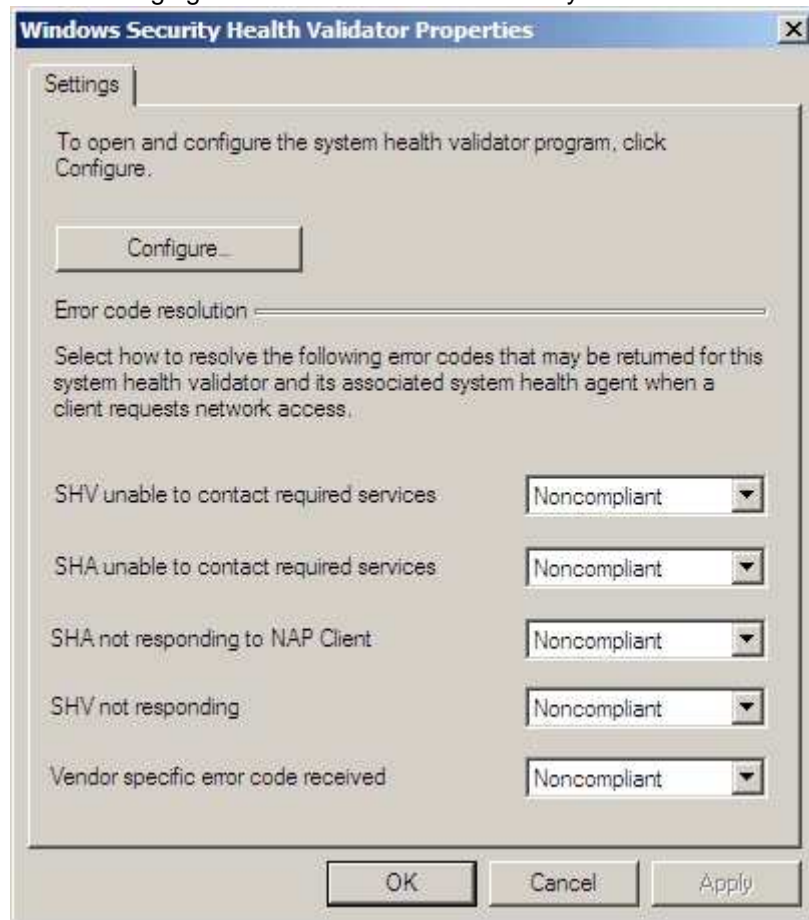 Windows Security Health Validator Properties
Settings
To open and configure the system health validator program, click
Configure.
Configure...
Error code resolution
Select how to resolve the following error codes that may be returned for this
system health validator and its associated system health agent when a
client requests network access.
SHV unable to contact required services Noncompliant
SHA unable to contact required services Noncompliant
SHA not responding to NAP Client Noncompliant
SHV not responding Noncompliant
Vendor specific error code received Noncompliant
OK Cancel Apply